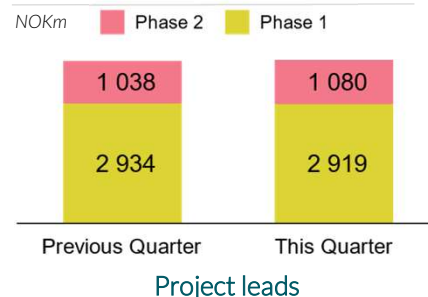 NOKm Phase 2 Phase 1
1 038 1 080
2 934 2 919
Previous Quarter This Quarter
Project leads